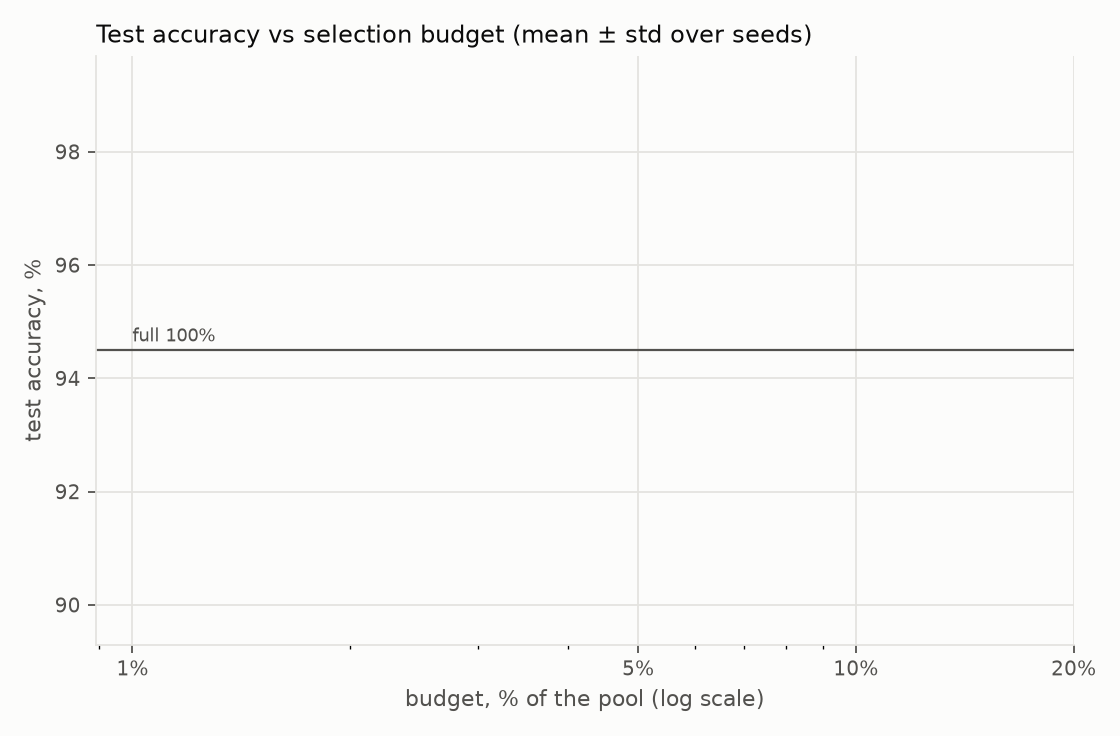 Test accuracy vs selection budget (mean ± std over seeds)
98
96
full 100%
94
92
90
test accuracy, %
1%
5%
10%
20%
budget, % of the pool (log scale)